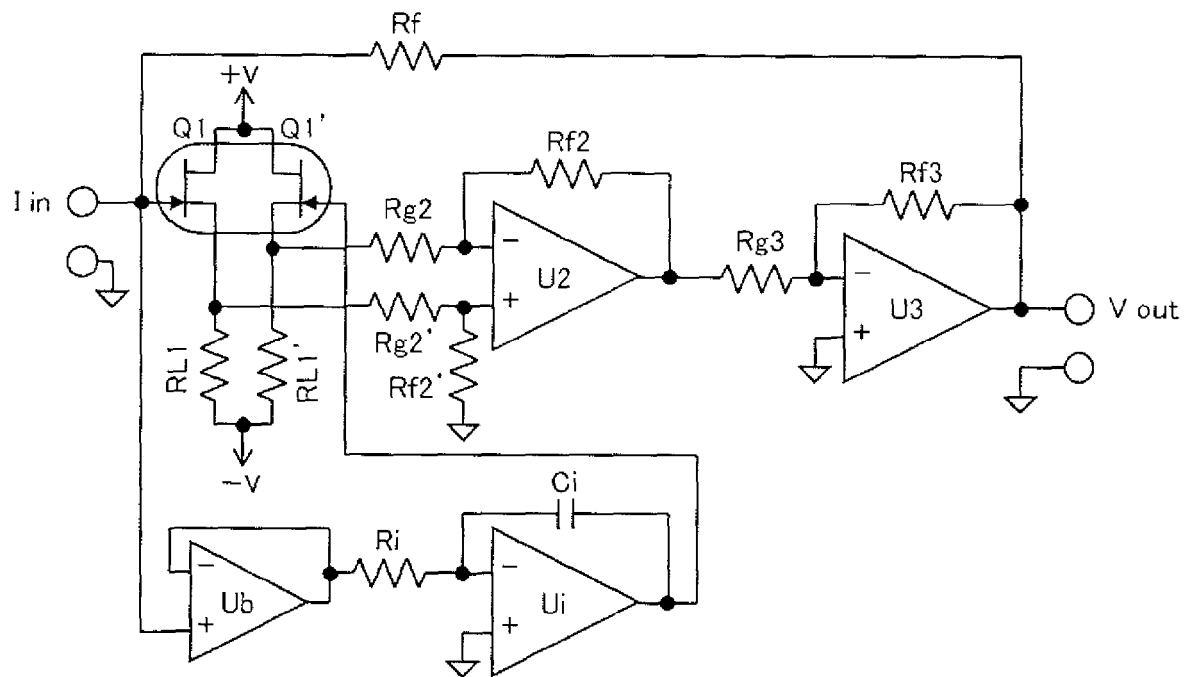 Rf
+V
Q1
Q1'
Rf2
Rf3
I in
Rg2
Rg3
−
U2
+
−
U3
+
V out
Rg2'
Rf2'
RL1
RL1'
−V
Ci
Ri
−
Ub
+
−
Ui
+